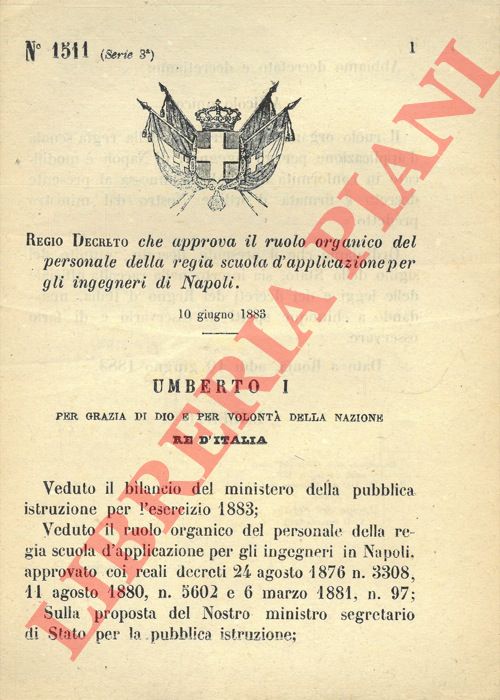 N° 1511 (Serie 3ª) 1
REGIO DECRETO che approva il ruolo organico del
personale della regia scuola d'applicazione per
gli ingegneri di Napoli.
10 giugno 1883
UMBERTO I
PER GRAZIA DI DIO E PER VOLONTÀ DELLA NAZIONE
RE D'ITALIA
Veduto il bilancio del ministero della pubblica
istruzione per l'esercizio 1883;
Veduto il ruolo organico del personale della re-
gia scuola d'applicazione per gli ingegneri in Napoli,
approvato coi reali decreti 24 agosto 1876 n. 3308,
11 agosto 1880, n. 5602 e 6 marzo 1881, n. 97;
Sulla proposta del Nostro ministro segretario
di Stato per la pubblica istruzione;
LIBRERIA PIANI